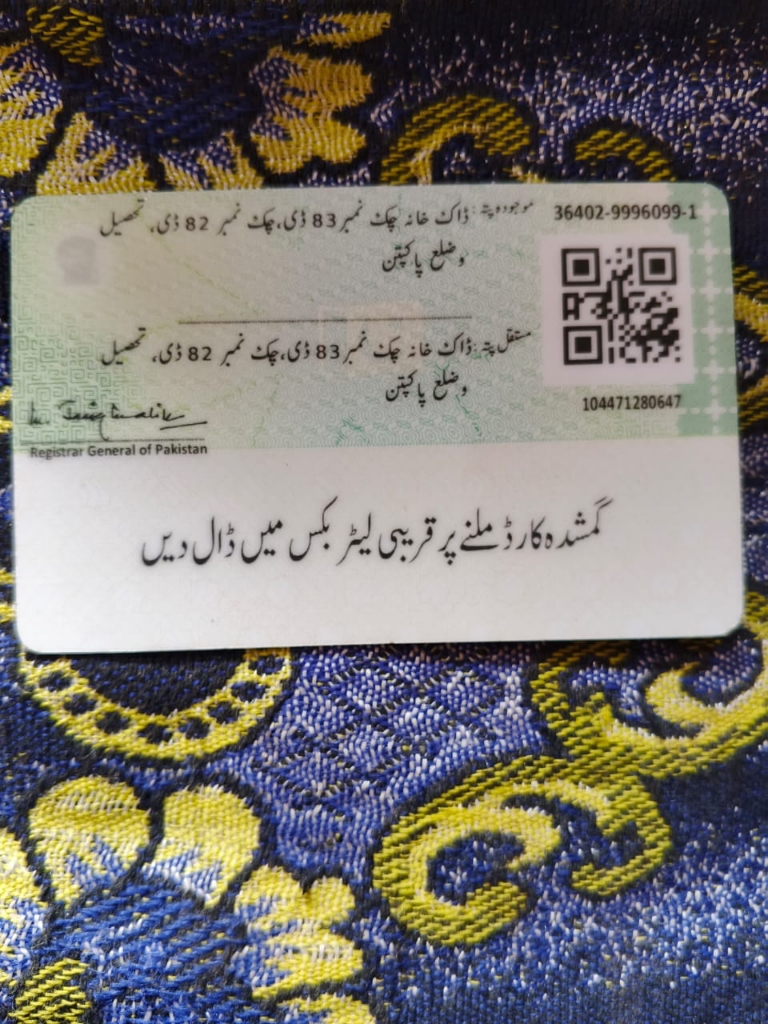 36402-9996099-1
موجودہ پتہ: ڈاک خانہ چک نمبر 83 ڈی، چک نمبر 82 ڈی، تحصیل
وضلع پاکپتن
مستقل پتہ: ڈاک خانہ چک نمبر 83 ڈی، چک نمبر 82 ڈی، تحصیل
وضلع پاکپتن
104471280647
Registrar General of Pakistan
گمشدہ کارڈ ملنے پر قریبی لیٹر بکس میں ڈال دیں